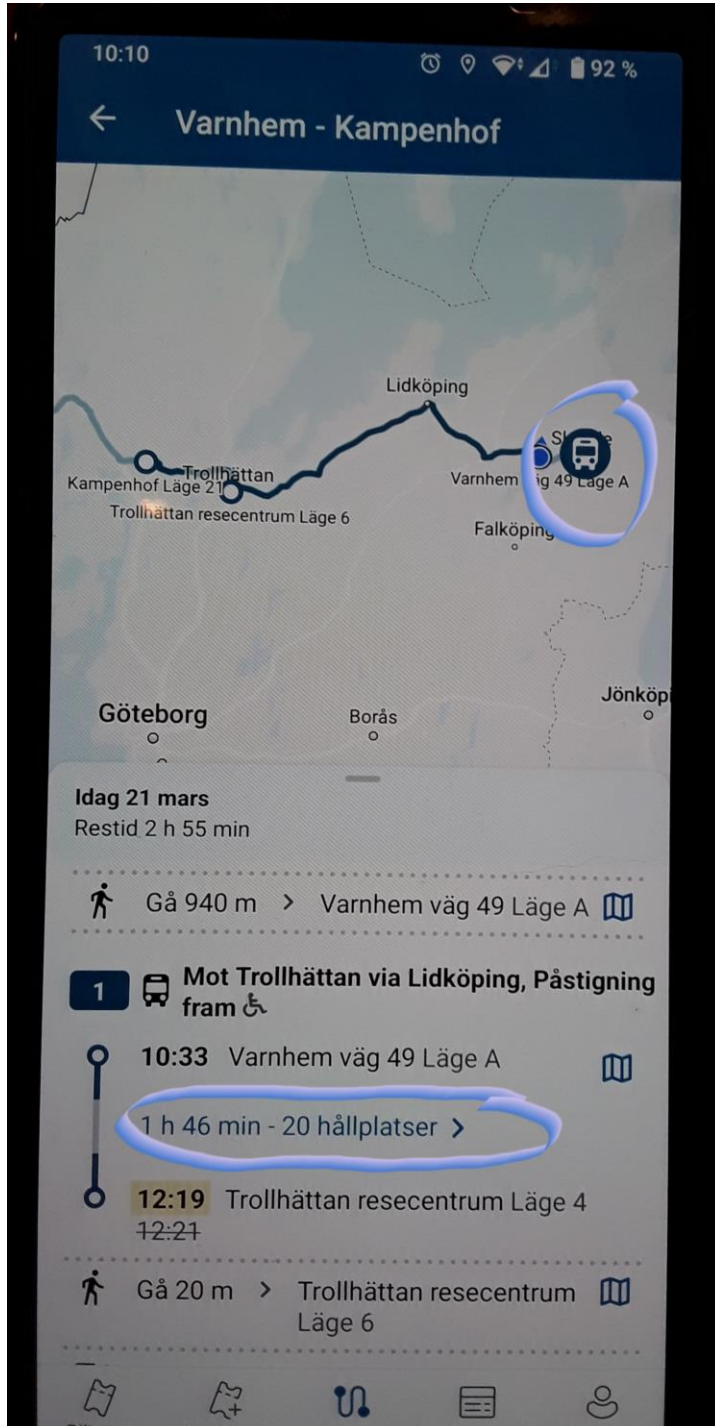 10:10
92 %
Varnhem - Kampenhof
Lidköping
Trollhättan
Kampenhof Läge 21
Varnhem
49 Läge A
Trollhättan resecentrum Läge 6
Falköping
Göteborg
Borås
Jönköpi
Idag 21 mars
Restid 2 h 55 min
Gå 940 m > Varnhem väg 49 Läge A
1 Mot Trollhättan via Lidköping, Påstigning
fram
10:33 Varnhem väg 49 Läge A
1 h 46 min - 20 hållplatser >
12:19 Trollhättan resecentrum Läge 4
12:21
Gå 20 m > Trollhättan resecentrum
Läge 6